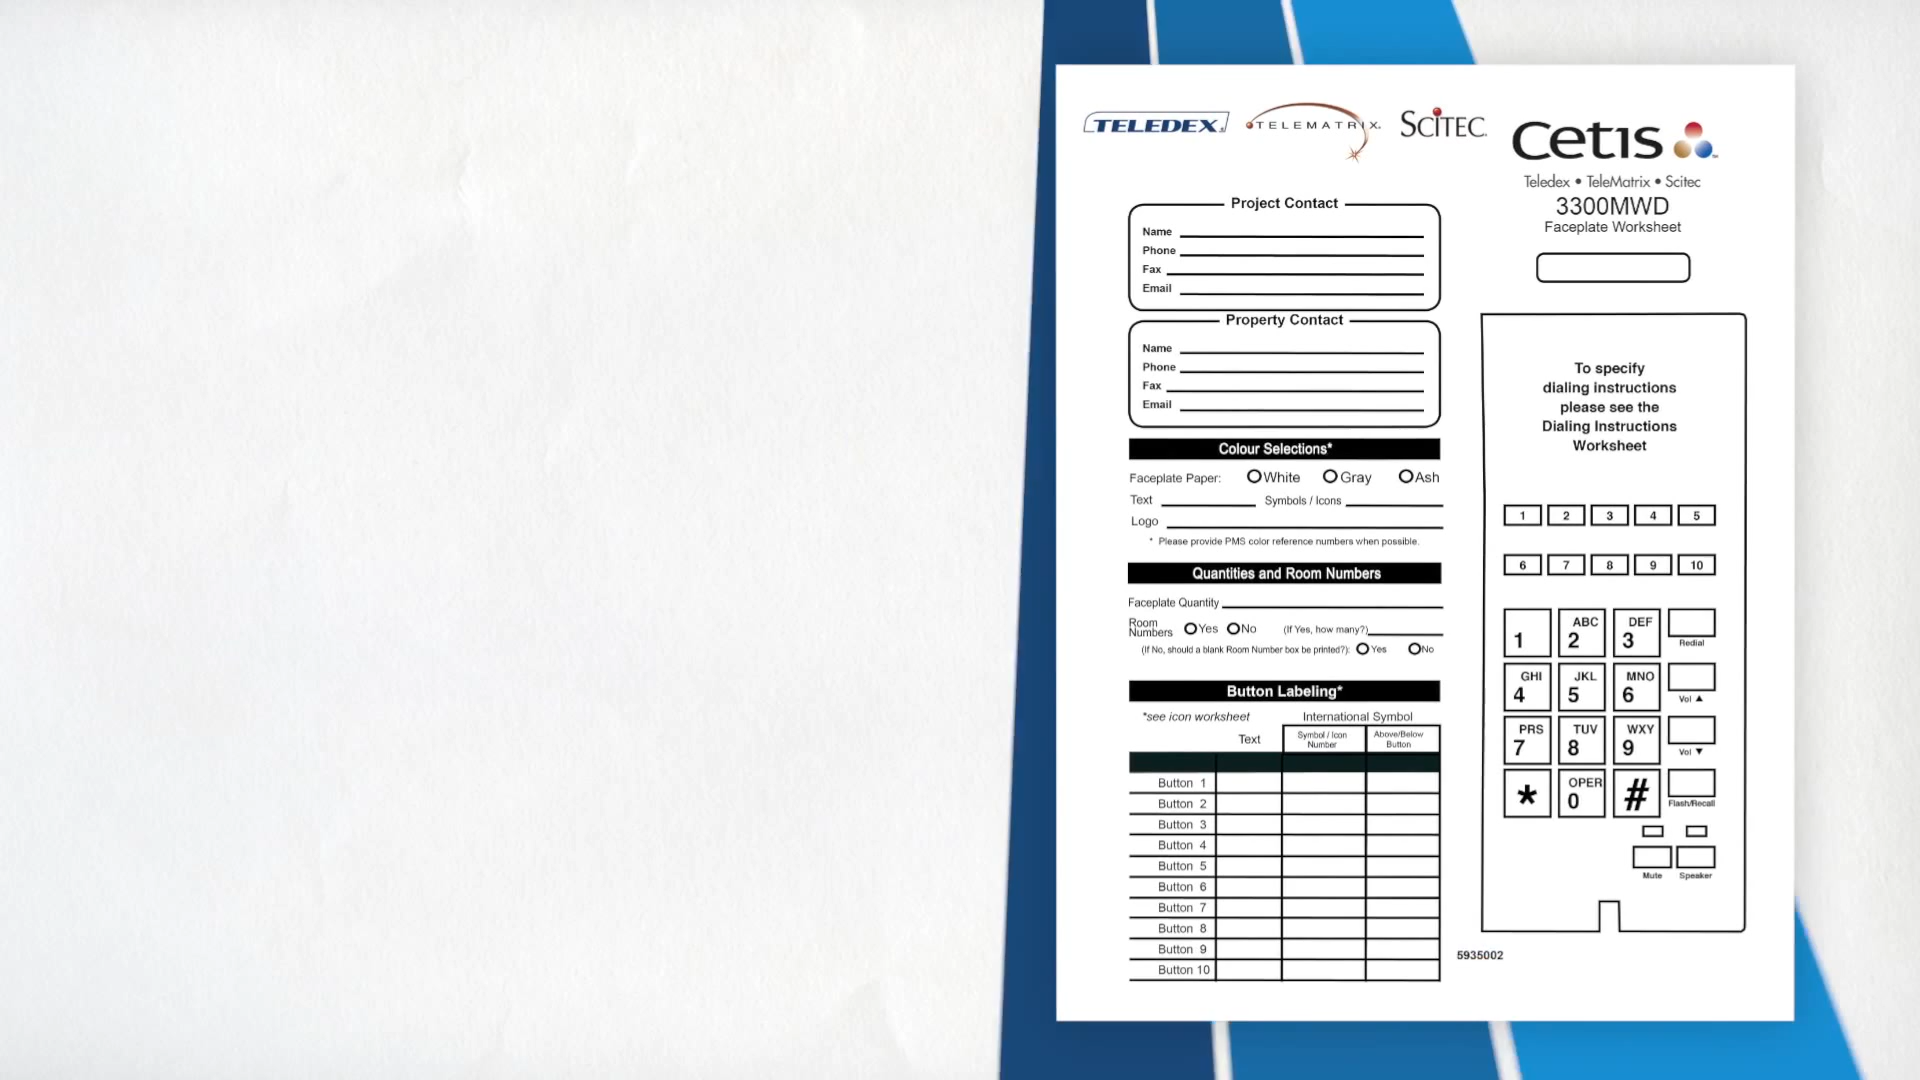 TELEDEX
TELEMATRIX
SCITEC
Cetis
Teledex • TeleMatrix • Scitec
3300MWD
Faceplate Worksheet
Project Contact
Name
Phone
Fax
Email
Property Contact
Name
Phone
Fax
Email
Colour Selections*
Faceplate Paper: White Gray Ash
Text Symbols / Icons
Logo
* Please provide PMS color reference numbers when possible.
Quantities and Room Numbers
Faceplate Quantity
Room Numbers Yes No (If Yes, how many?)
(If No, should a blank Room Number box be printed?): Yes No
Button Labeling*
*see icon worksheet International Symbol
Text Symbol / Icon Number Above/Below Button
Button 1
Button 2
Button 3
Button 4
Button 5
Button 6
Button 7
Button 8
Button 9
Button 10
To specify
dialing instructions
please see the
Dialing Instructions
Worksheet
1 2 3 4 5
6 7 8 9 10
1 ABC 2 DEF 3 Redial
GHI 4 JKL 5 MNO 6 Vol ▲
PRS 7 TUV 8 WXY 9 Vol ▼
* OPER 0 # Flash/Recall
Mute Speaker
5935002